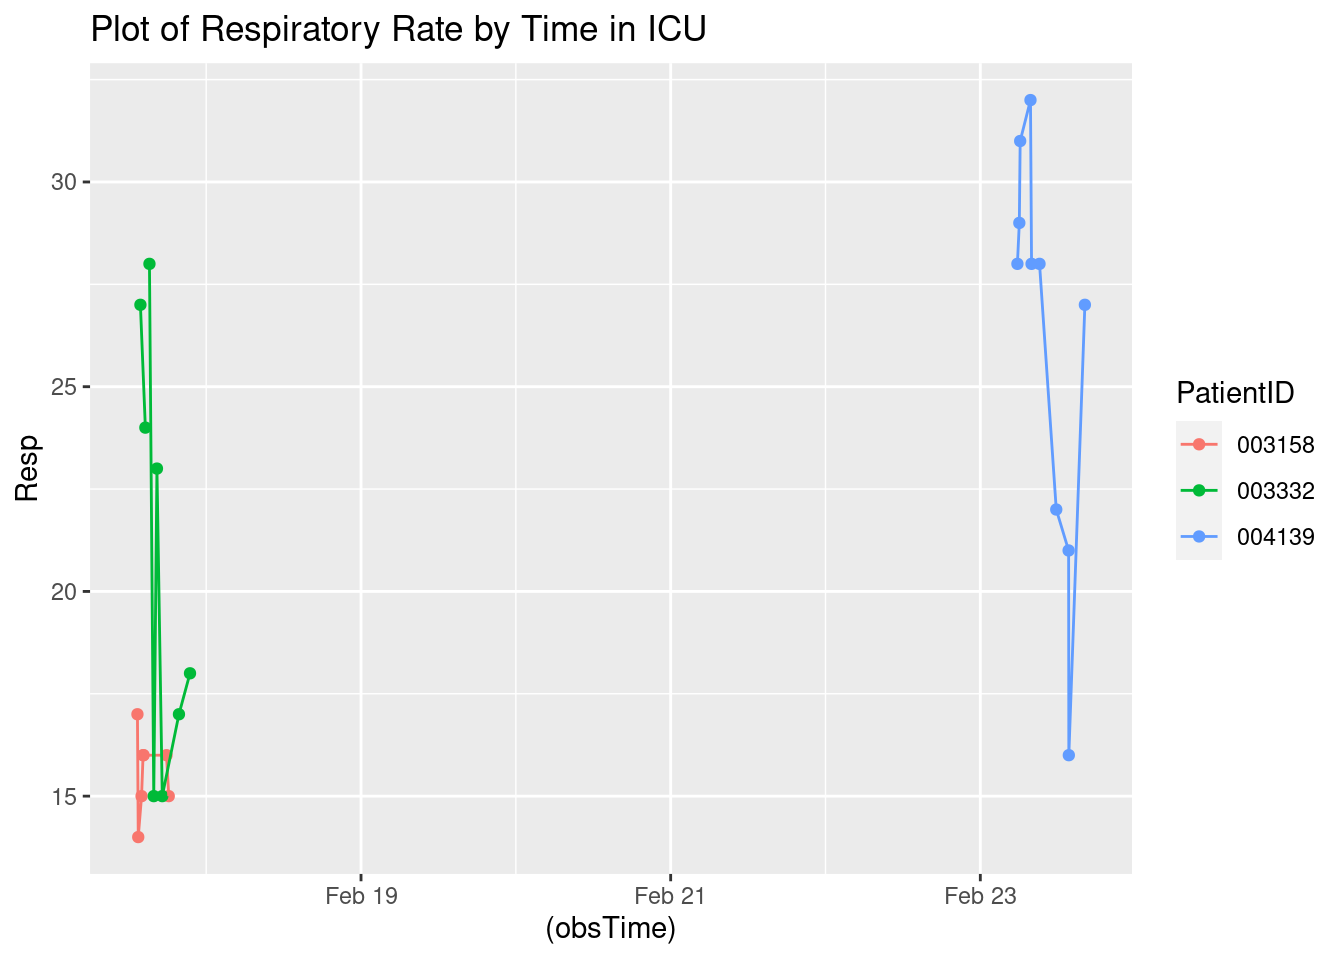 Plot of Respiratory Rate by Time in ICU
30
25
20
15
Resp
Feb 19
Feb 21
Feb 23
(obsTime)
PatientID
003158
003332
004139